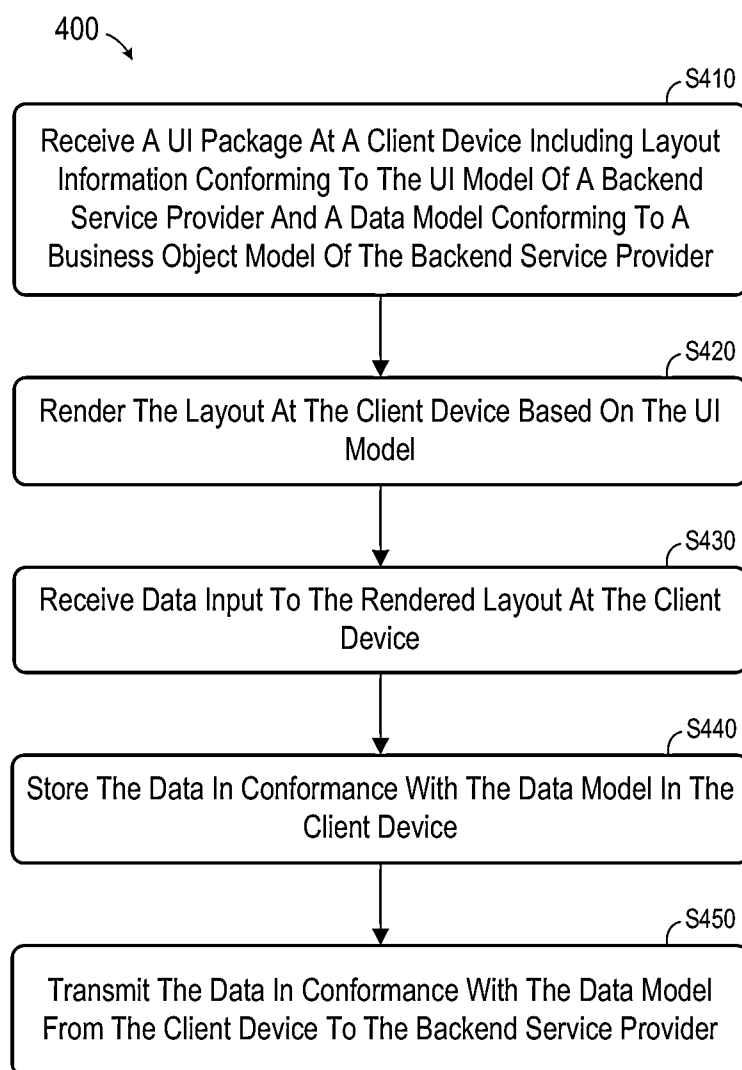 400
S410
Receive A UI Package At A Client Device Including Layout
Information Conforming To The UI Model Of A Backend
Service Provider And A Data Model Conforming To A
Business Object Model Of The Backend Service Provider
S420
Render The Layout At The Client Device Based On The UI
Model
S430
Receive Data Input To The Rendered Layout At The Client
Device
S440
Store The Data In Conformance With The Data Model In The
Client Device
S450
Transmit The Data In Conformance With The Data Model
From The Client Device To The Backend Service Provider